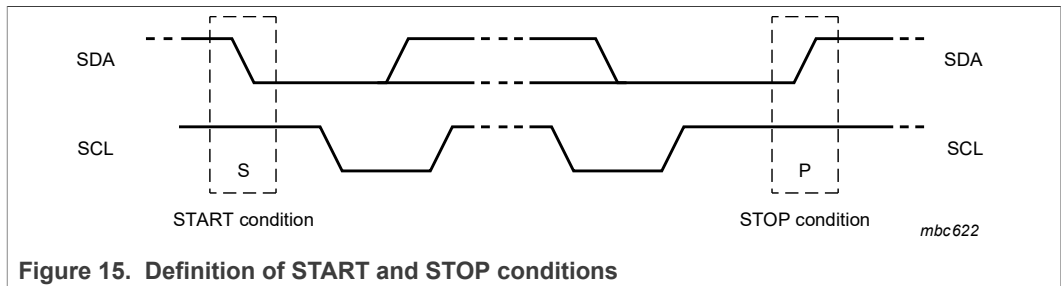 SDA
SDA
SCL
SCL
S
P
START condition
STOP condition
mbc622
Figure 15. Definition of START and STOP conditions